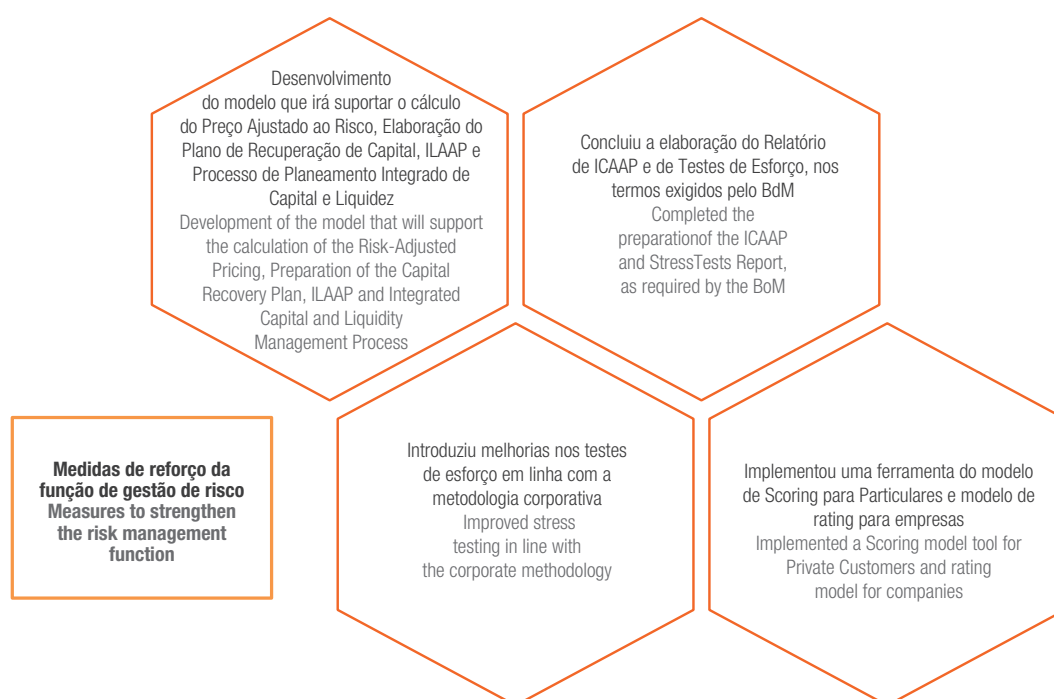 Desenvolvimento
do modelo que irá suportar o cálculo
do Preço Ajustado ao Risco, Elaboração do
Plano de Recuperação de Capital, ILAAP e
Processo de Planeamento Integrado de
Capital e Liquidez
Development of the model that will support
the calculation of the Risk-Adjusted
Pricing, Preparation of the Capital
Recovery Plan, ILAAP and Integrated
Capital and Liquidity
Management Process
Concluiu a elaboração do Relatório
de ICAAP e de Testes de Esforço, nos
termos exigidos pelo BdM
Completed the
preparationof the ICAAP
and StressTests Report,
as required by the BoM
Medidas de reforço da
função de gestão de risco
Measures to strengthen
the risk management
function
Introduziu melhorias nos testes
de esforço em linha com a
metodologia corporativa
Improved stress
testing in line with
the corporate methodology
Implementou uma ferramenta do modelo
de Scoring para Particulares e modelo de
rating para empresas
Implemented a Scoring model tool for
Private Customers and rating
model for companies